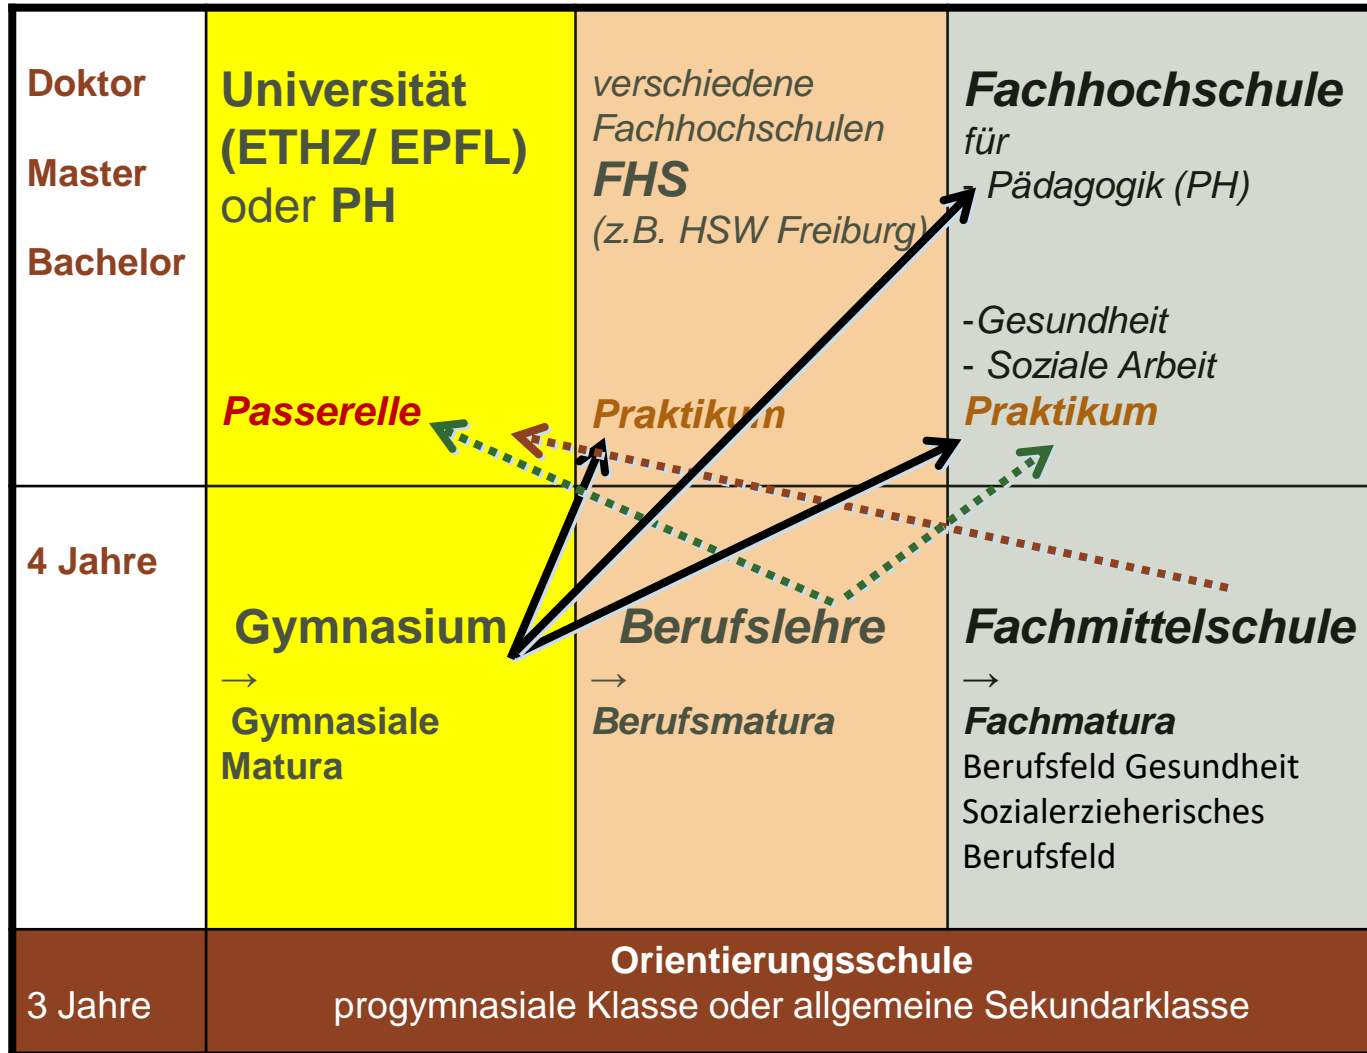 Doktor
Master
Bachelor
Universität
(ETHZ/ EPFL)
oder PH
Passerelle
verschiedene
Fachhochschulen
FHS
(z.B. HSW Freiburg)
Praktikum
Fachhochschule
für
- Pädagogik (PH)
-Gesundheit
- Soziale Arbeit
Praktikum
4 Jahre
Gymnasium
→
Gymnasiale
Matura
Berufslehre
→
Berufsmatura
Fachmittelschule
→
Fachmatura
Berufsfeld Gesundheit
Sozialerzieherisches
Berufsfeld
3 Jahre
Orientierungsschule
progymnasiale Klasse oder allgemeine Sekundarklasse